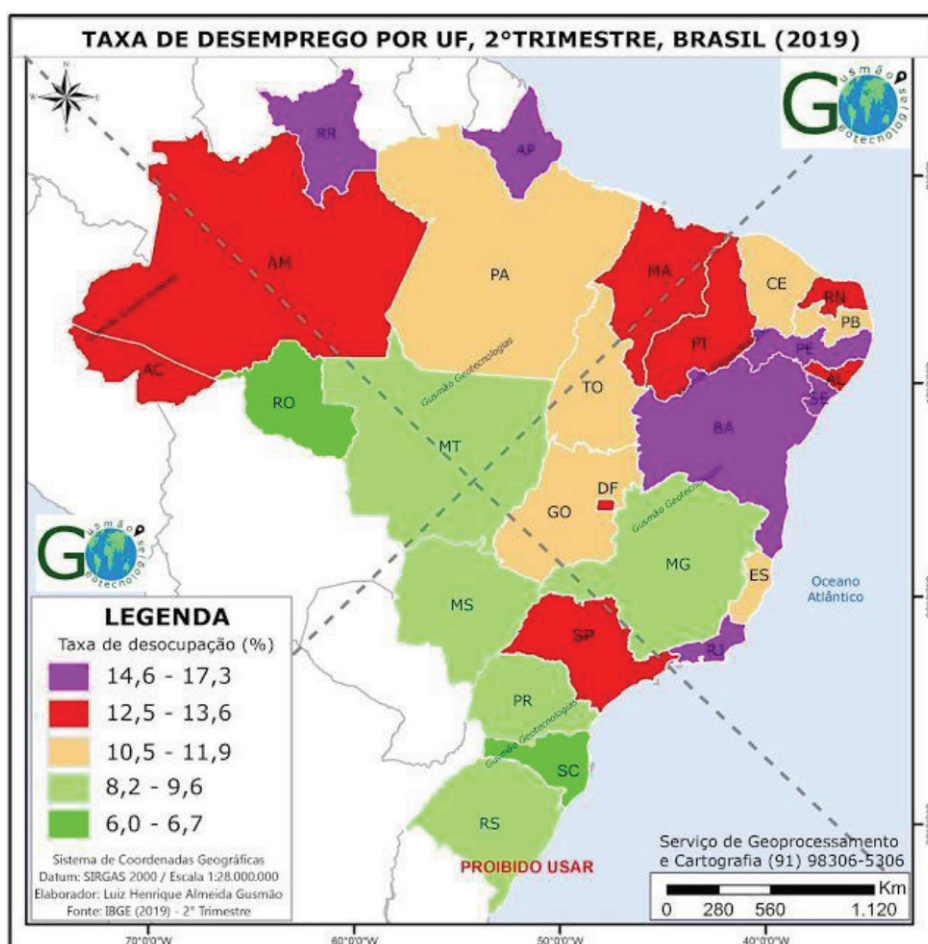 TAXA DE DESEMPREGO POR UF, 2°TRIMESTRE, BRASIL (2019)
N
W E
S
G
usmão
eotecnologias
RR
AP
AM
PA
MA
CE
RN
PB
PI
PE
AL
SE
AC
RO
TO
BA
MT
DF
GO
MG
ES
MS
SP
RJ
PR
SC
RS
Gusmão Geotecnologias
Gusmão Geotecnologias
Gusmão Geotecnologias
Oceano
Atlântico
G
usmão
eotecnologias
LEGENDA
Taxa de desocupação (%)
14,6 - 17,3
12,5 - 13,6
10,5 - 11,9
8,2 - 9,6
6,0 - 6,7
Sistema de Coordenadas Geográficas
Datum: SIRGAS 2000 / Escala 1:28.000.000
Elaborador: Luiz Henrique Almeida Gusmão
Fonte: IBGE (2019) - 2° Trimestre
PROIBIDO USAR
Serviço de Geoprocessamento
e Cartografia (91) 98306-5306
Km
0 280 560 1.120
70°0'0"W 60°0'0"W 50°0'0"W 40°0'0"W